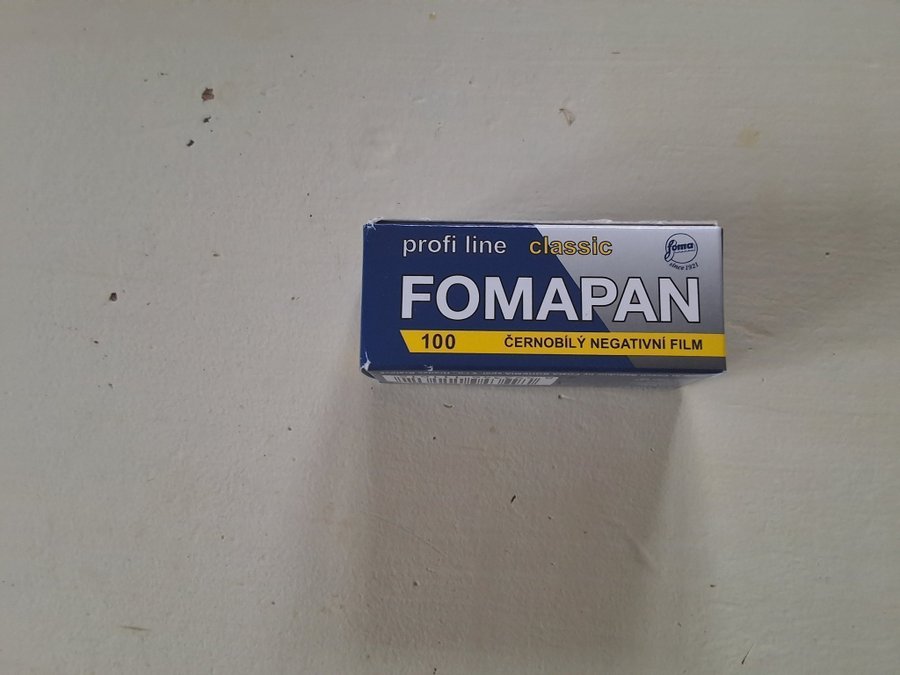 profi line classic
foma
since 1921
FOMAPAN
100 ČERNOBÍLÝ NEGATIVNÍ FILM